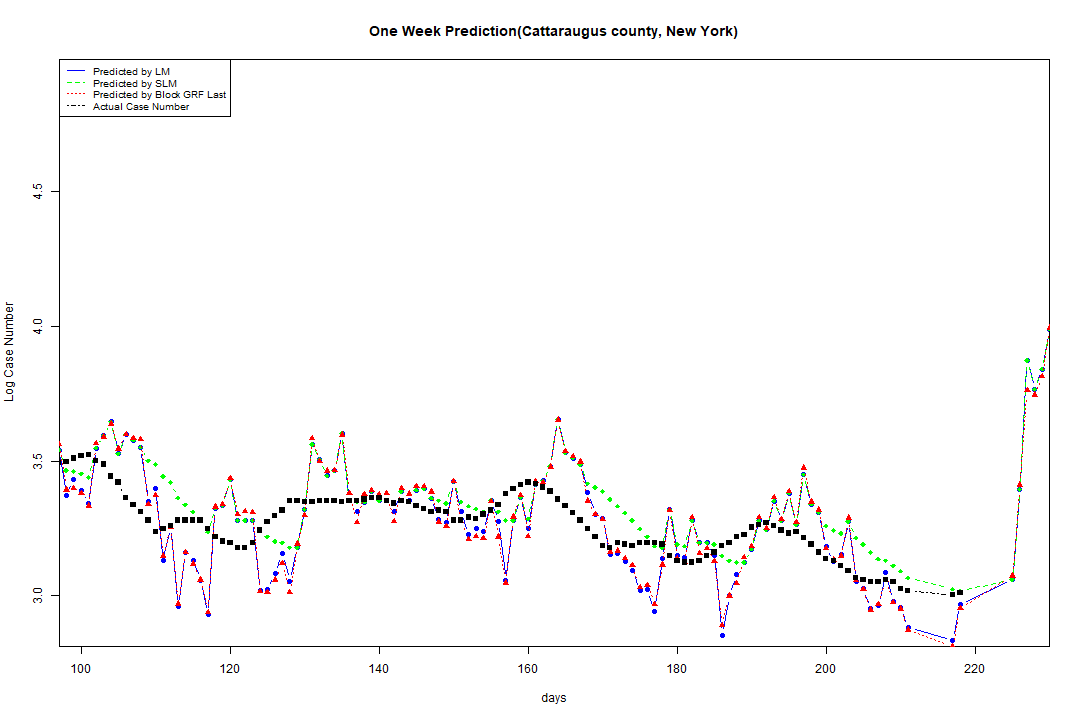 One Week Prediction(Cattaraugus county, New York)
Predicted by LM
Predicted by SLM
Predicted by Block GRF Last
Actual Case Number
Log Case Number
4.5
4.0
3.5
3.0
100 120 140 160 180 200 220
days